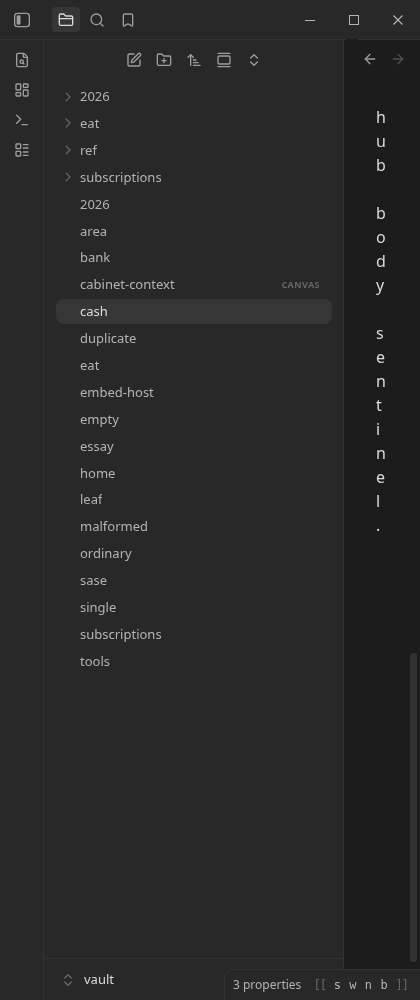 2026
eat
ref
subscriptions
2026
area
bank
cabinet-context CANVAS
cash
duplicate
eat
embed-host
empty
essay
home
leaf
malformed
ordinary
sase
single
subscriptions
tools
vault
h
u
b
b
o
d
y
s
e
n
t
i
n
e
l
.
3 properties [[ s w n b ]]